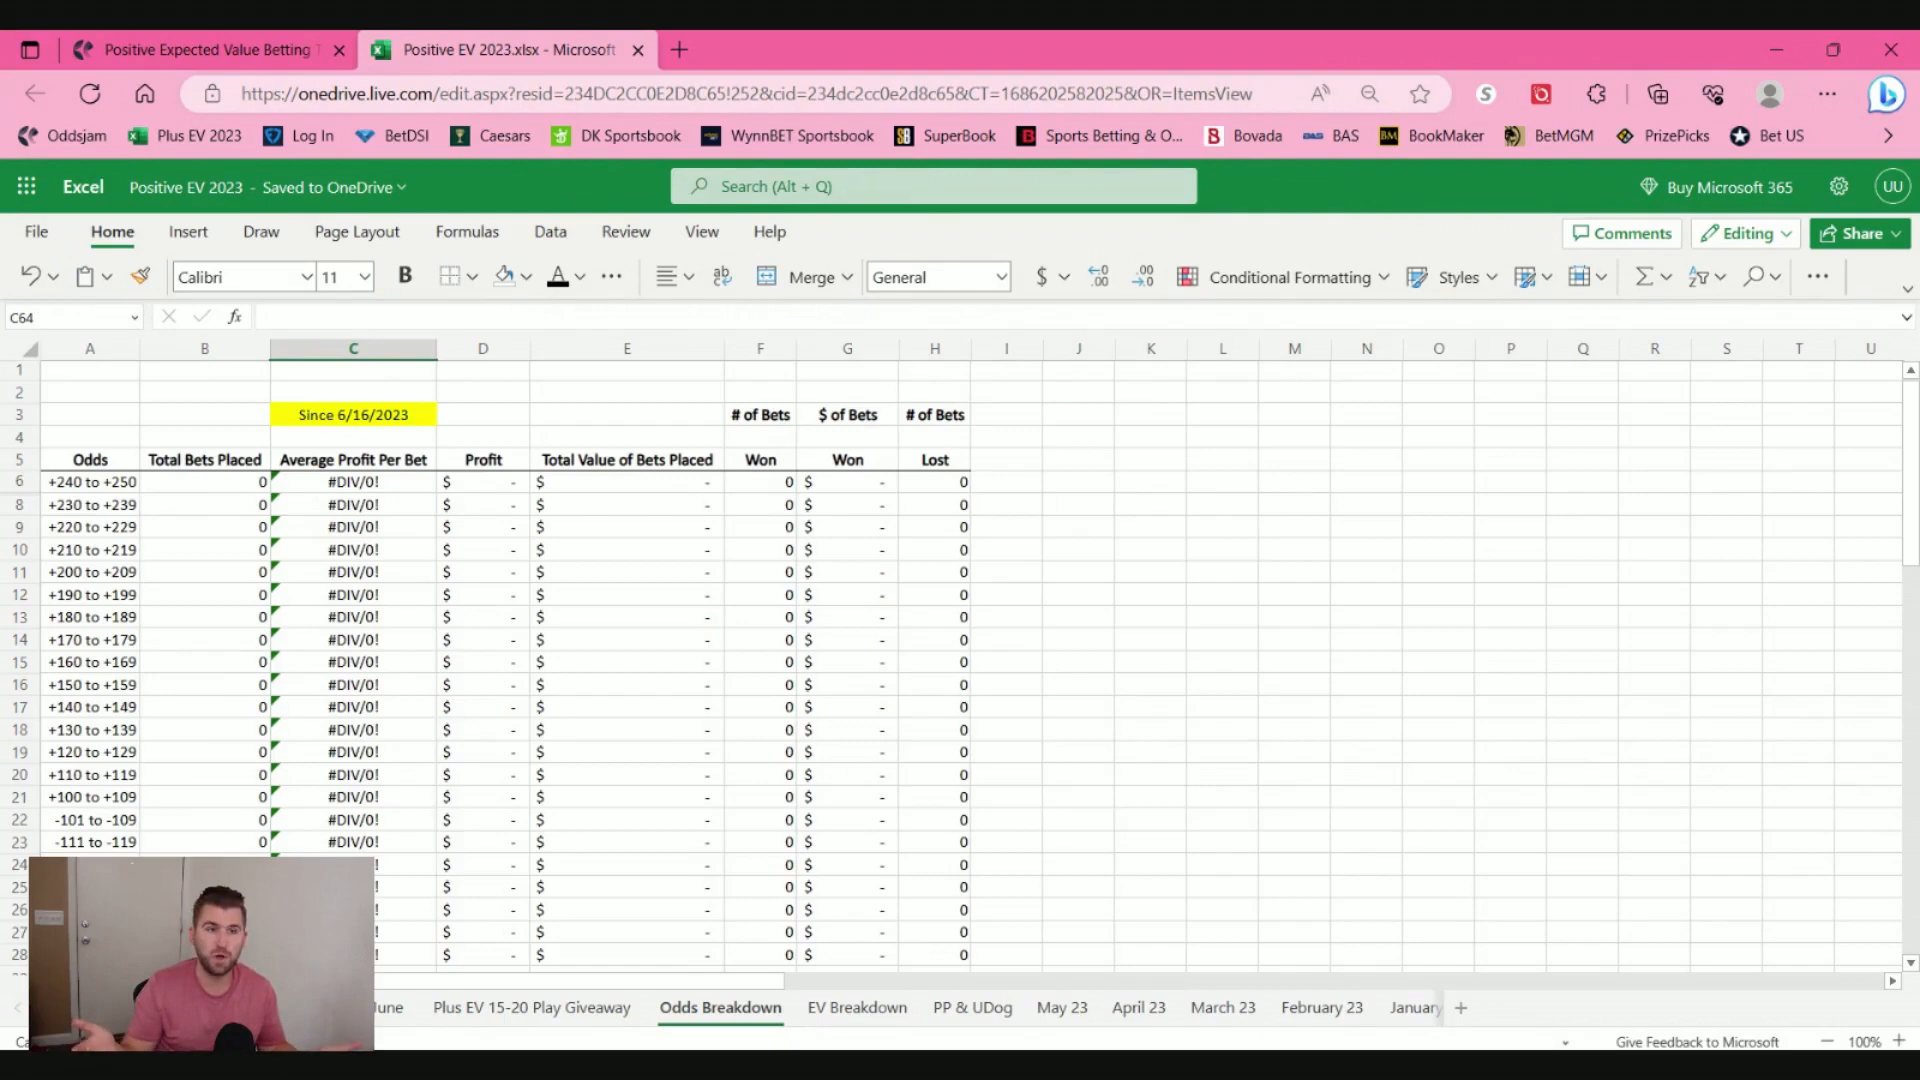 Positive Expected Value Betting T
Positive EV 2023.xlsx - Microsoft
https://onedrive.live.com/edit.aspx?resid=234DC2CC0E2D8C65!252&cid=234dc2cc0e2d8c65&CT=1686202582025&OR=ItemsView
Oddsjam Plus EV 2023 Log In BetDSI Caesars DK Sportsbook WynnBET Sportsbook SuperBook Sports Betting & O... Bovada BAS BookMaker BetMGM PrizePicks Bet US
Excel Positive EV 2023 - Saved to OneDrive Search (Alt + Q) Buy Microsoft 365 UU
File Home Insert Draw Page Layout Formulas Data Review View Help Comments Editing Share
Calibri 11 B A ... ab Merge General $ .00 .00 Conditional Formatting Styles ...
C64 fx
A B C D E F G H I J K L M N O P Q R S T U
1
2
3 Since 6/16/2023 # of Bets $ of Bets # of Bets
4
5 Odds Total Bets Placed Average Profit Per Bet Profit Total Value of Bets Placed Won Won Lost
6 +240 to +250 0 #DIV/0! $ - $ - 0 $ - 0
8 +230 to +239 0 #DIV/0! $ - $ - 0 $ - 0
9 +220 to +229 0 #DIV/0! $ - $ - 0 $ - 0
10 +210 to +219 0 #DIV/0! $ - $ - 0 $ - 0
11 +200 to +209 0 #DIV/0! $ - $ - 0 $ - 0
12 +190 to +199 0 #DIV/0! $ - $ - 0 $ - 0
13 +180 to +189 0 #DIV/0! $ - $ - 0 $ - 0
14 +170 to +179 0 #DIV/0! $ - $ - 0 $ - 0
15 +160 to +169 0 #DIV/0! $ - $ - 0 $ - 0
16 +150 to +159 0 #DIV/0! $ - $ - 0 $ - 0
17 +140 to +149 0 #DIV/0! $ - $ - 0 $ - 0
18 +130 to +139 0 #DIV/0! $ - $ - 0 $ - 0
19 +120 to +129 0 #DIV/0! $ - $ - 0 $ - 0
20 +110 to +119 0 #DIV/0! $ - $ - 0 $ - 0
21 +100 to +109 0 #DIV/0! $ - $ - 0 $ - 0
22 -101 to -109 0 #DIV/0! $ - $ - 0 $ - 0
23 -111 to -119 0 #DIV/0! $ - $ - 0 $ - 0
24 ! $ - $ - 0 $ - 0
25 ! $ - $ - 0 $ - 0
26 ! $ - $ - 0 $ - 0
27 ! $ - $ - 0 $ - 0
28 ! $ - $ - 0 $ - 0
June Plus EV 15-20 Play Giveaway Odds Breakdown EV Breakdown PP & UDog May 23 April 23 March 23 February 23 January
Ca Give Feedback to Microsoft 100%